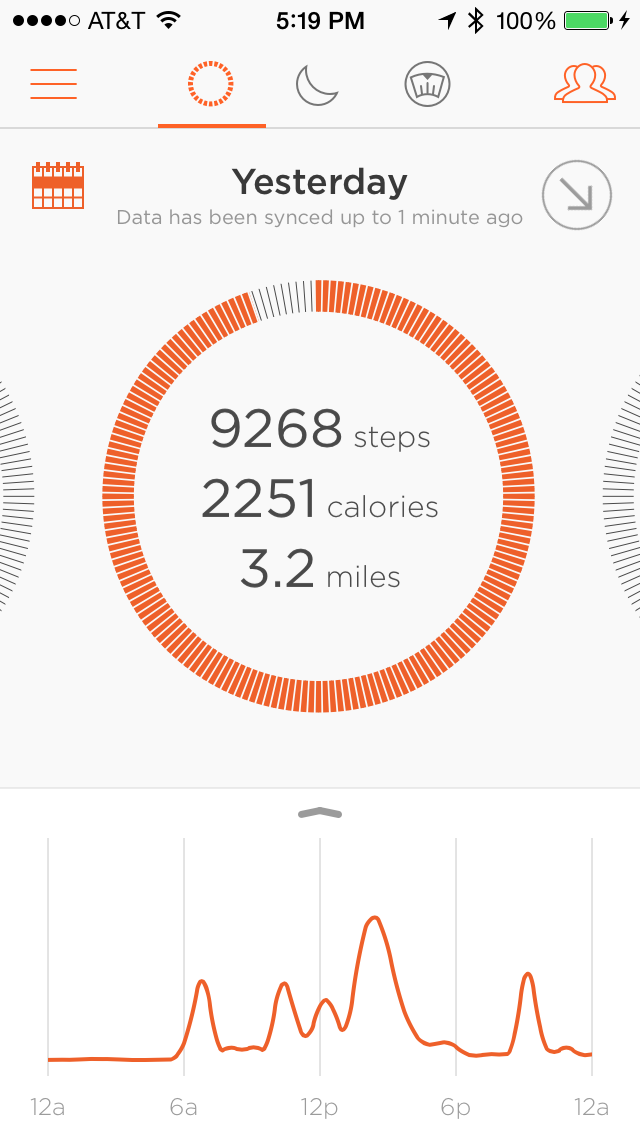 AT&T 5:19 PM 100%
Yesterday
Data has been synced up to 1 minute ago
9268 steps
2251 calories
3.2 miles
12a 6a 12p 6p 12a